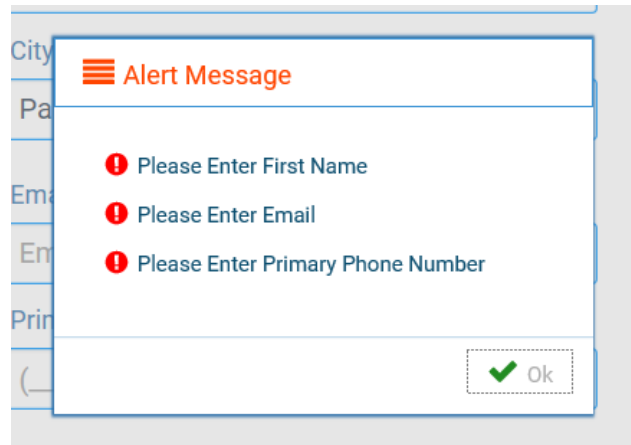 City
Alert Message
Pa
Please Enter First Name
Ema
Please Enter Email
Em
Please Enter Primary Phone Number
Prin
Ok
(__